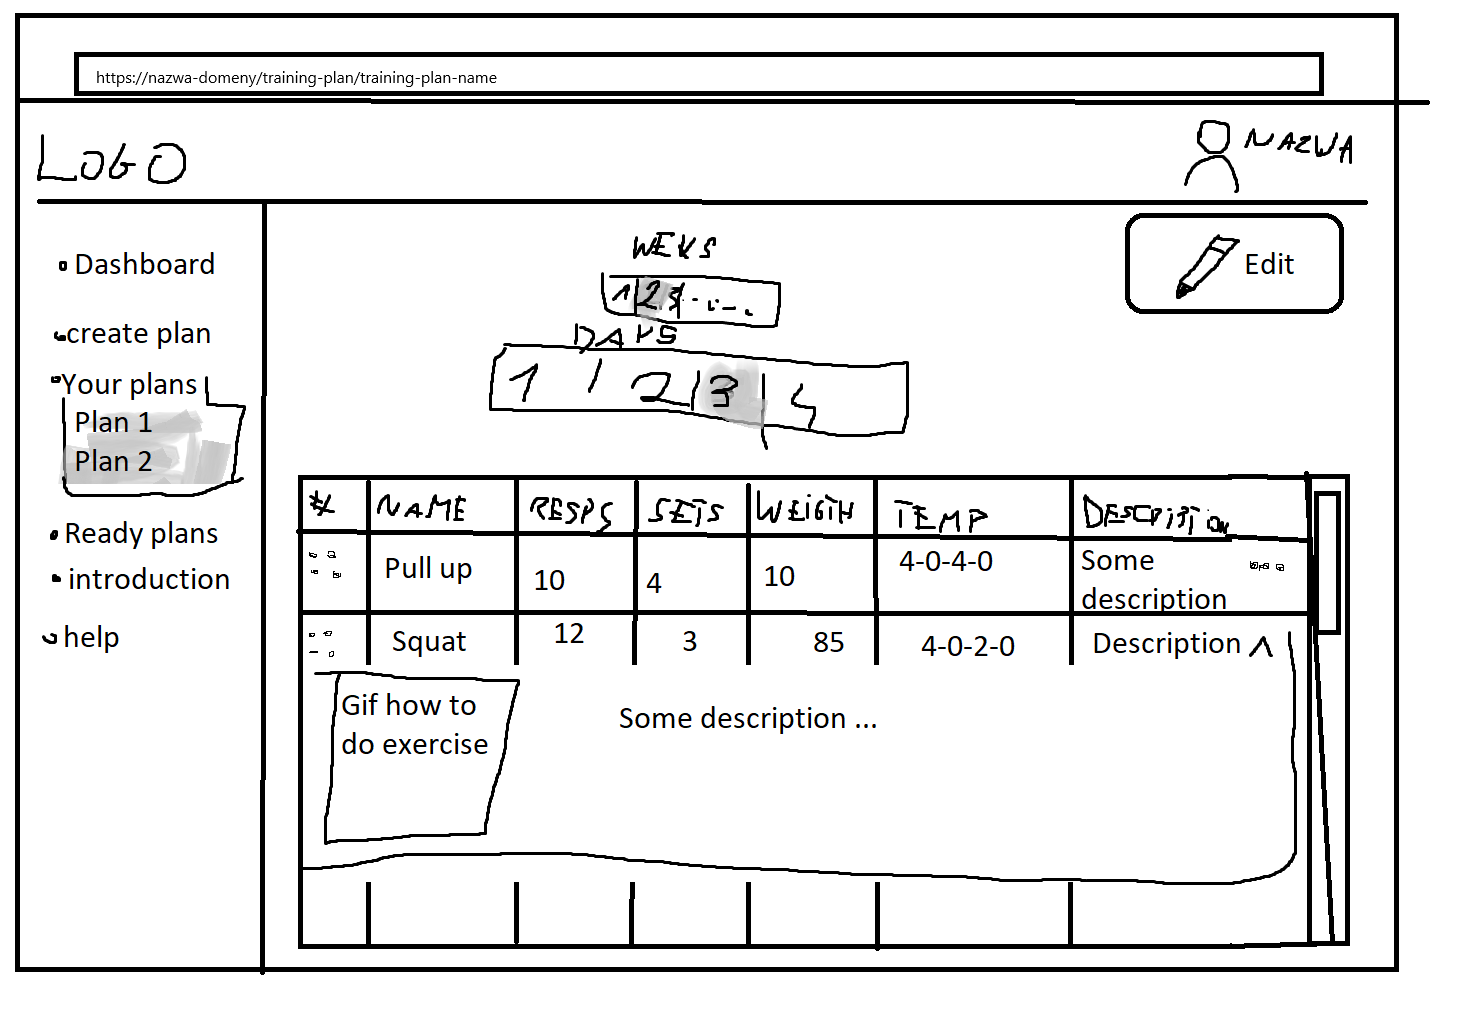 https://nazwa-domeny/training-plan/training-plan-name
LOGO
NAZWA
Dashboard
create plan
Your plans
Plan 1
Plan 2
Ready plans
introduction
help
WEKS
1 2 3 . . . - .
DAYS
1 2 3 4
Edit
NAME RESPS SETS WEIGTH TEMP DESCRIPITION
Pull up 10 4 10 4-0-4-0 Some
description
Squat 12 3 85 4-0-2-0 Description
Gif how to
do exercise
Some description ...